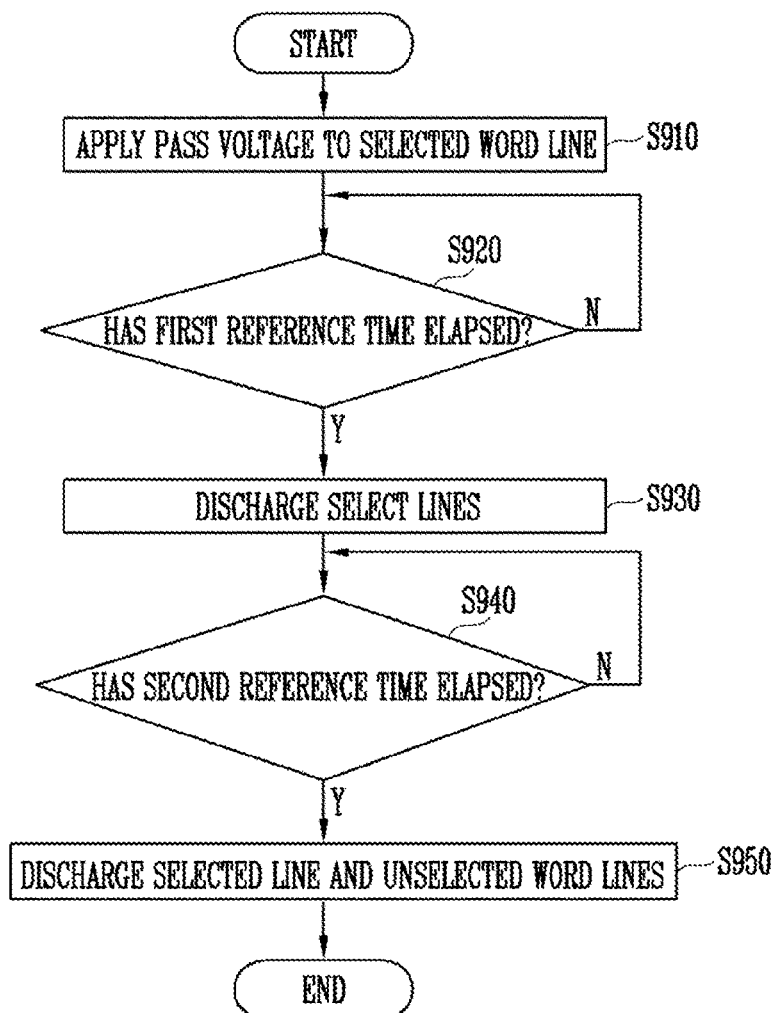 START
APPLY PASS VOLTAGE TO SELECTED WORD LINE
S910
S920
HAS FIRST REFERENCE TIME ELAPSED?
N
Y
DISCHARGE SELECT LINES
S930
S940
HAS SECOND REFERENCE TIME ELAPSED?
N
Y
DISCHARGE SELECTED LINE AND UNSELECTED WORD LINES
S950
END